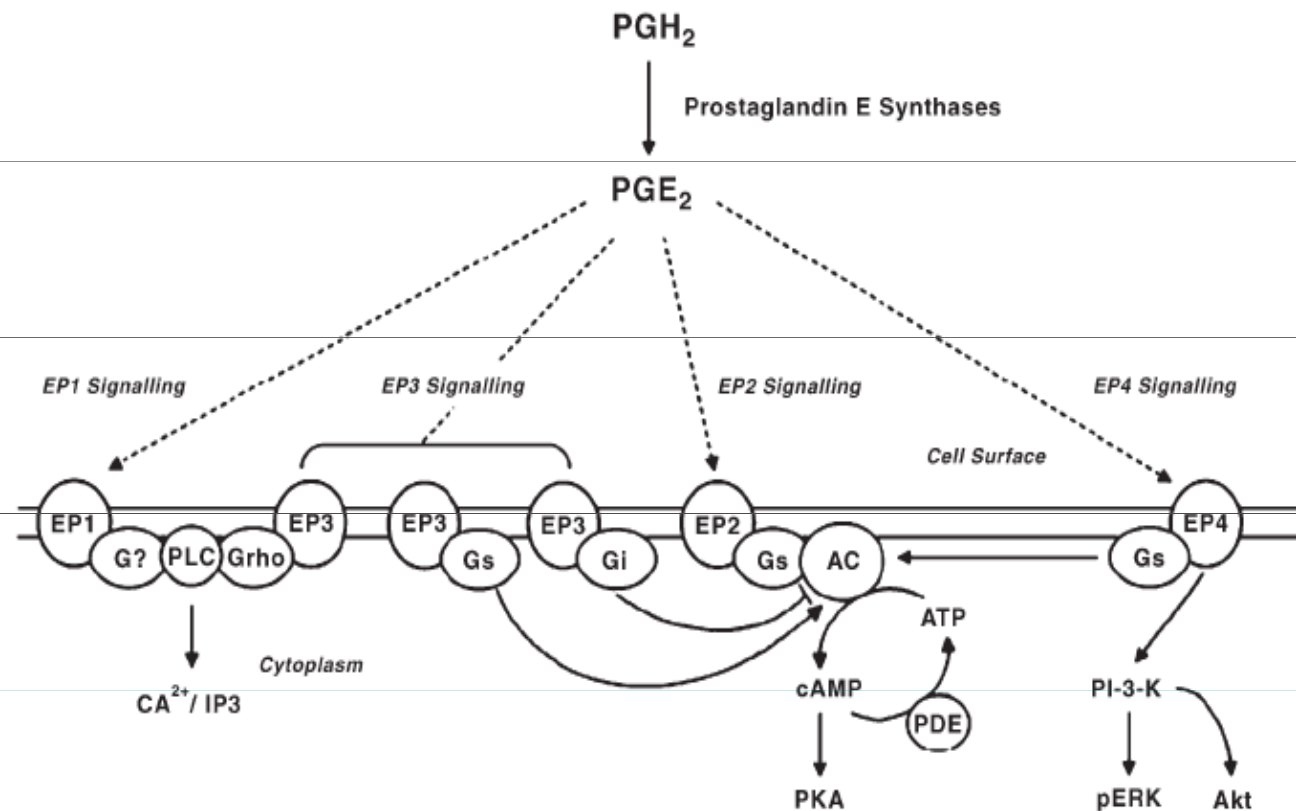 PGH₂
Prostaglandin E Synthases
PGE₂
EP1 Signalling
EP3 Signalling
EP2 Signalling
EP4 Signalling
Cell Surface
EP1
G?
PLC
Grho
EP3
EP3
Gs
EP3
Gi
EP2
Gs
AC
Gs
EP4
ATP
Cytoplasm
CA²⁺/ IP3
cAMP
PDE
PI-3-K
PKA
pERK
Akt